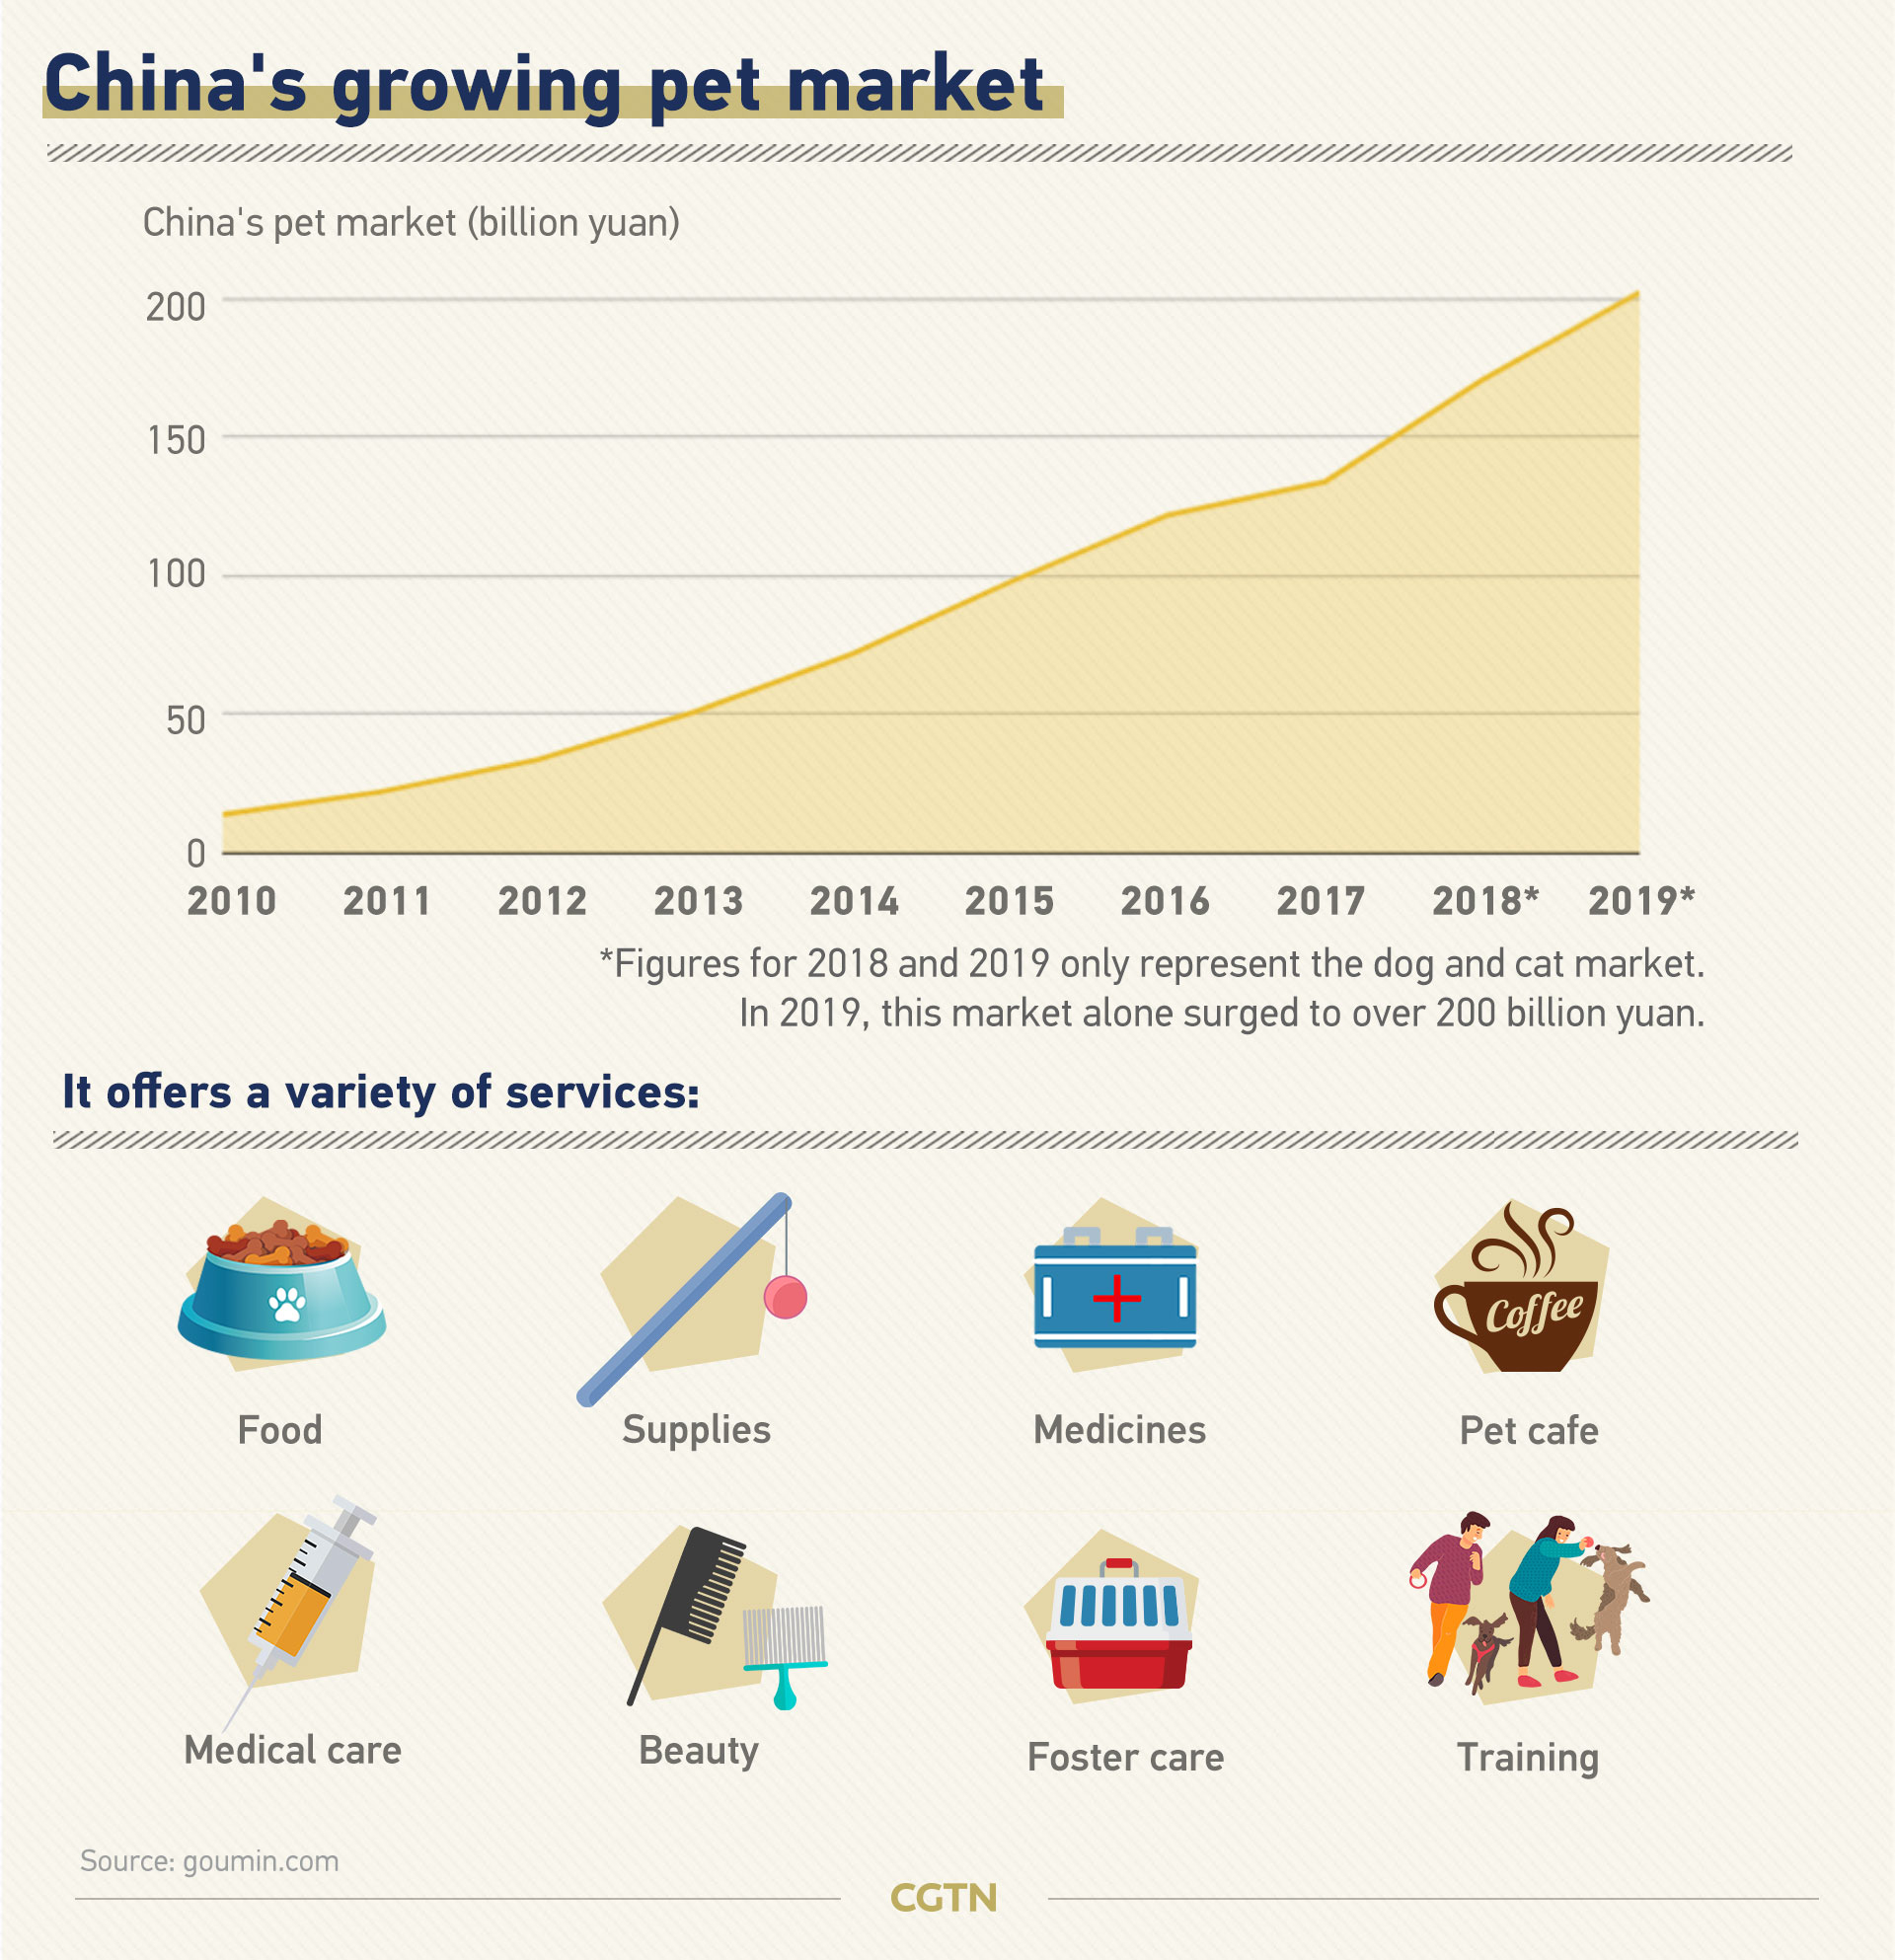 China's growing pet market
China's pet market (billion yuan)
200
150
100
50
0
2010 2011 2012 2013 2014 2015 2016 2017 2018* 2019*
*Figures for 2018 and 2019 only represent the dog and cat market.
In 2019, this market alone surged to over 200 billion yuan.
It offers a variety of services:
Coffee
Food Supplies Medicines Pet cafe
Medical care Beauty Foster care Training
Source: goumin.com
CGTN